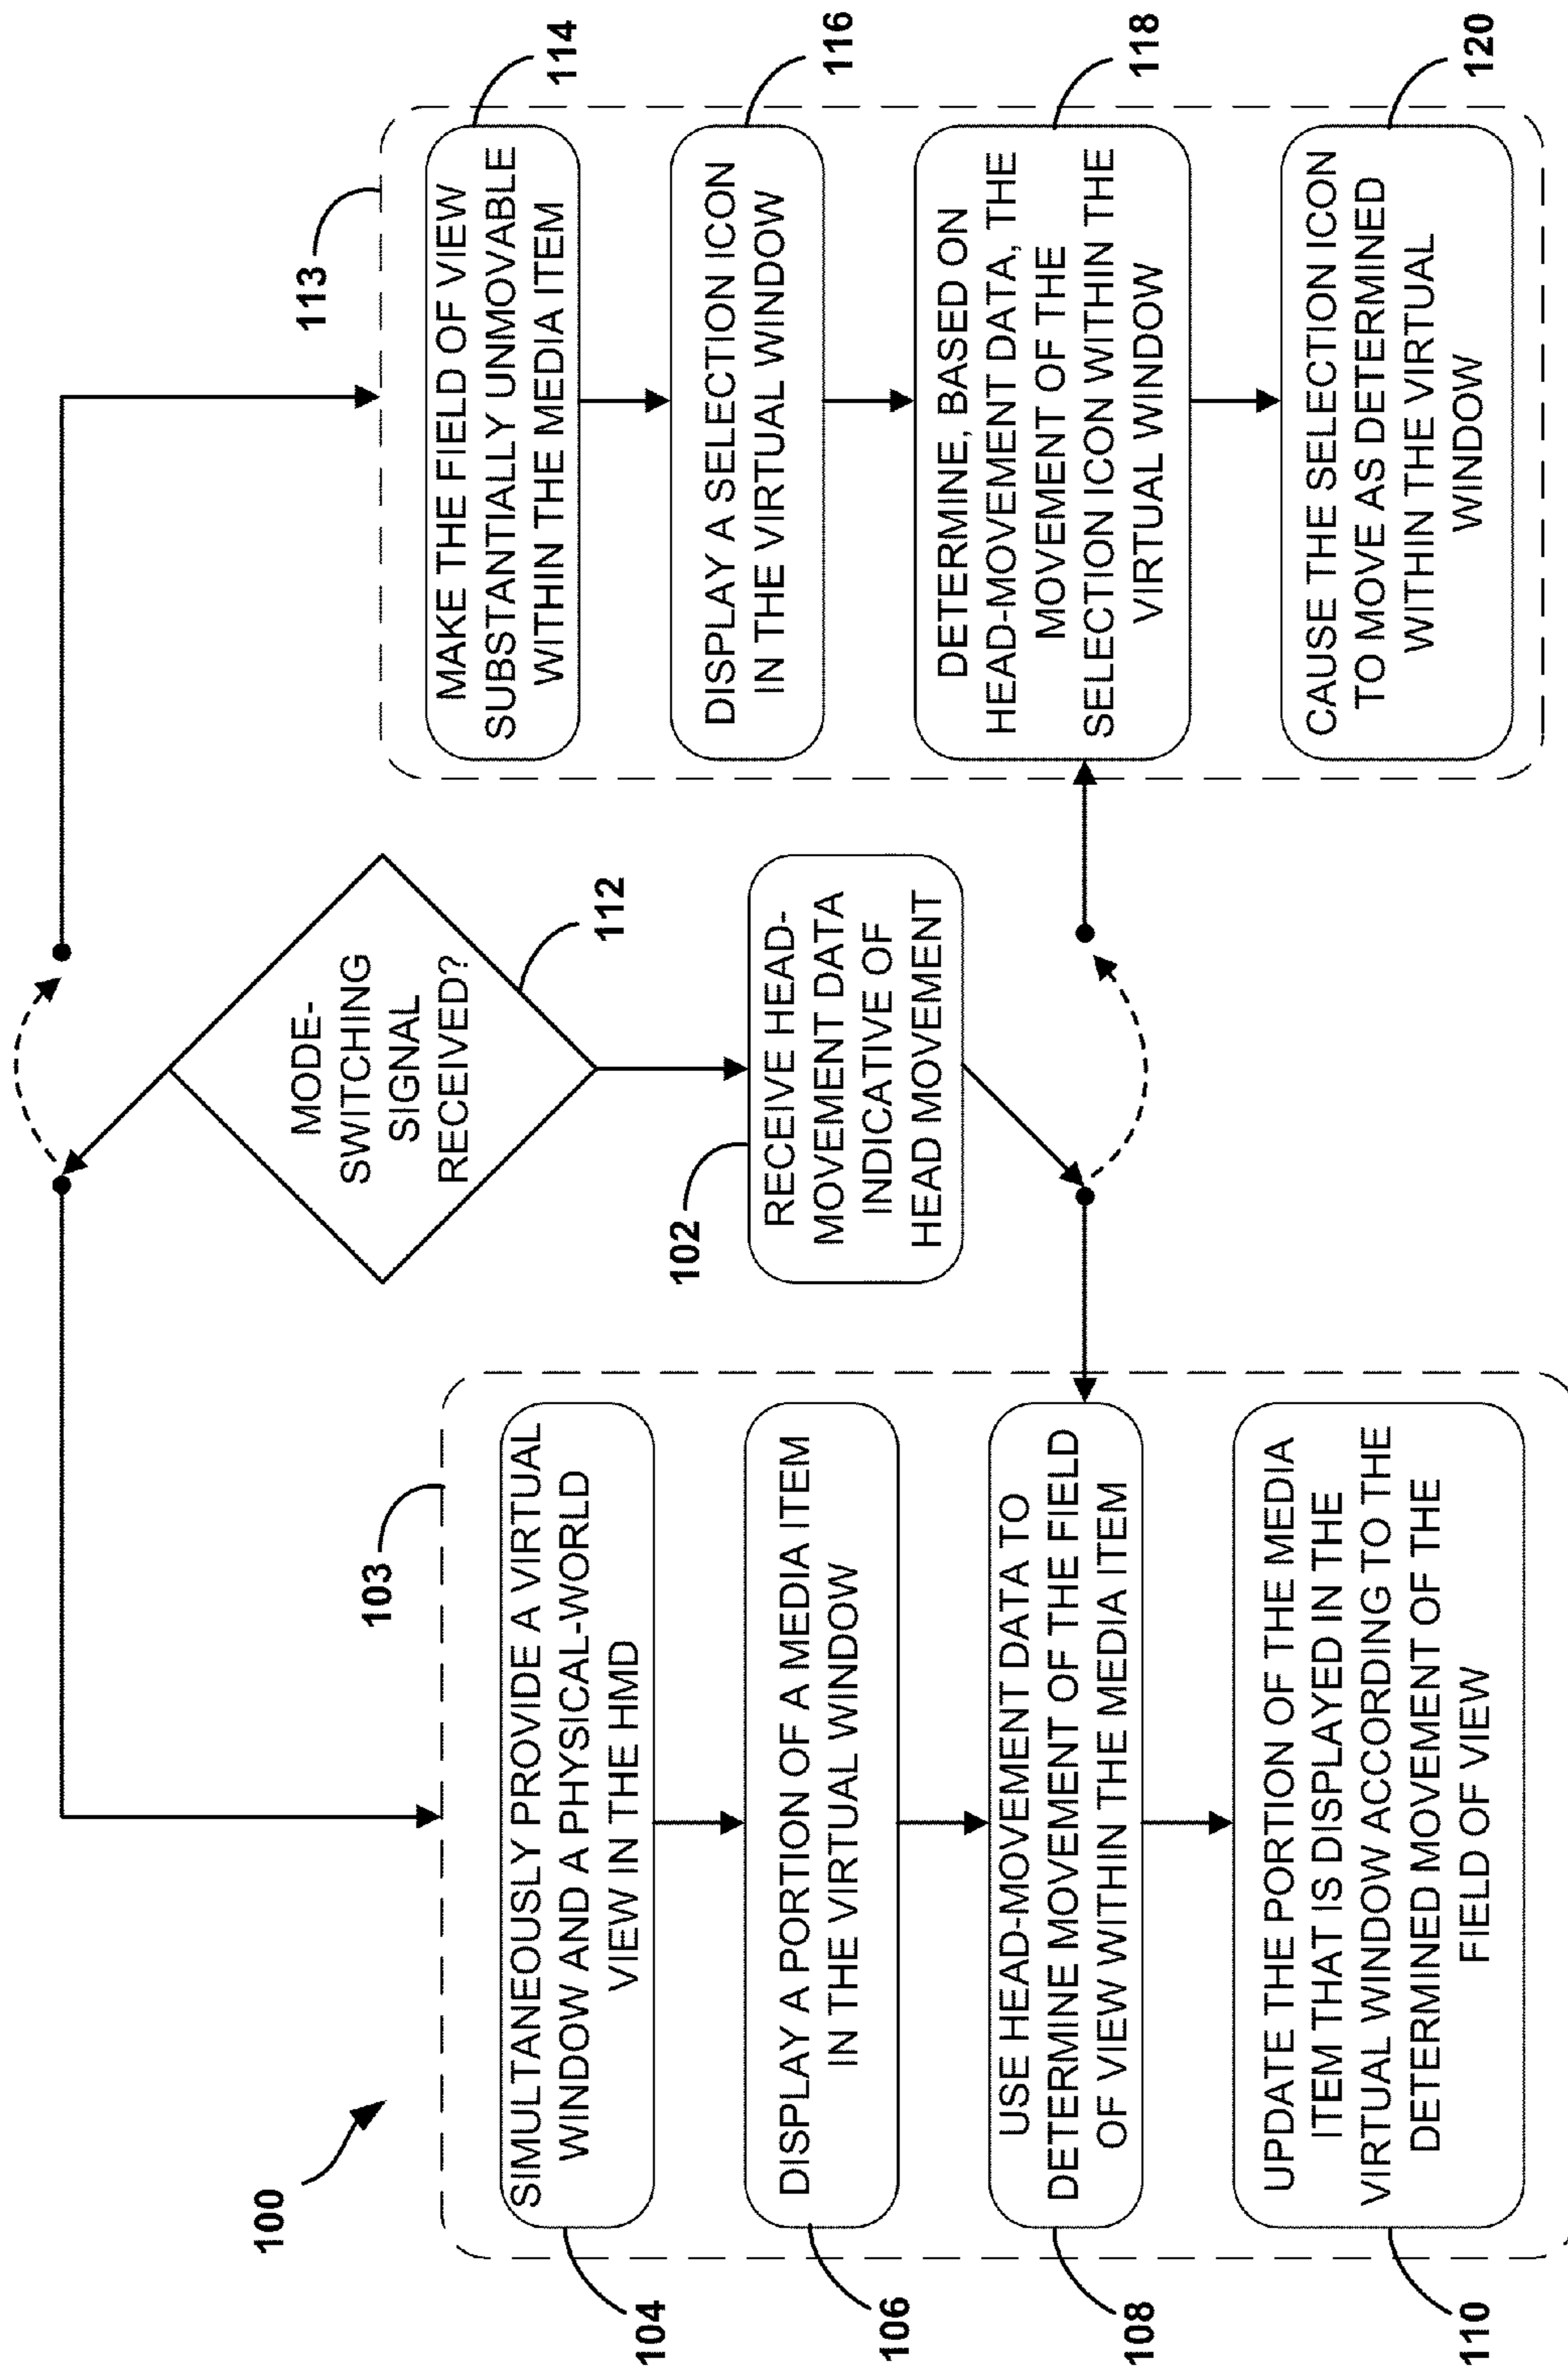 100
103
104
SIMULTANEOUSLY PROVIDE A VIRTUAL
WINDOW AND A PHYSICAL-WORLD
VIEW IN THE HMD
106
DISPLAY A PORTION OF A MEDIA ITEM
IN THE VIRTUAL WINDOW
108
USE HEAD-MOVEMENT DATA TO
DETERMINE MOVEMENT OF THE FIELD
OF VIEW WITHIN THE MEDIA ITEM
110
UPDATE THE PORTION OF THE MEDIA
ITEM THAT IS DISPLAYED IN THE
VIRTUAL WINDOW ACCORDING TO THE
DETERMINED MOVEMENT OF THE
FIELD OF VIEW
MODE-
SWITCHING
SIGNAL
RECEIVED?
112
102
RECEIVE HEAD-
MOVEMENT DATA
INDICATIVE OF
HEAD MOVEMENT
113
114
MAKE THE FIELD OF VIEW
SUBSTANTIALLY UNMOVABLE
WITHIN THE MEDIA ITEM
116
DISPLAY A SELECTION ICON
IN THE VIRTUAL WINDOW
118
DETERMINE, BASED ON
HEAD-MOVEMENT DATA, THE
MOVEMENT OF THE
SELECTION ICON WITHIN THE
VIRTUAL WINDOW
120
CAUSE THE SELECTION ICON
TO MOVE AS DETERMINED
WITHIN THE VIRTUAL
WINDOW